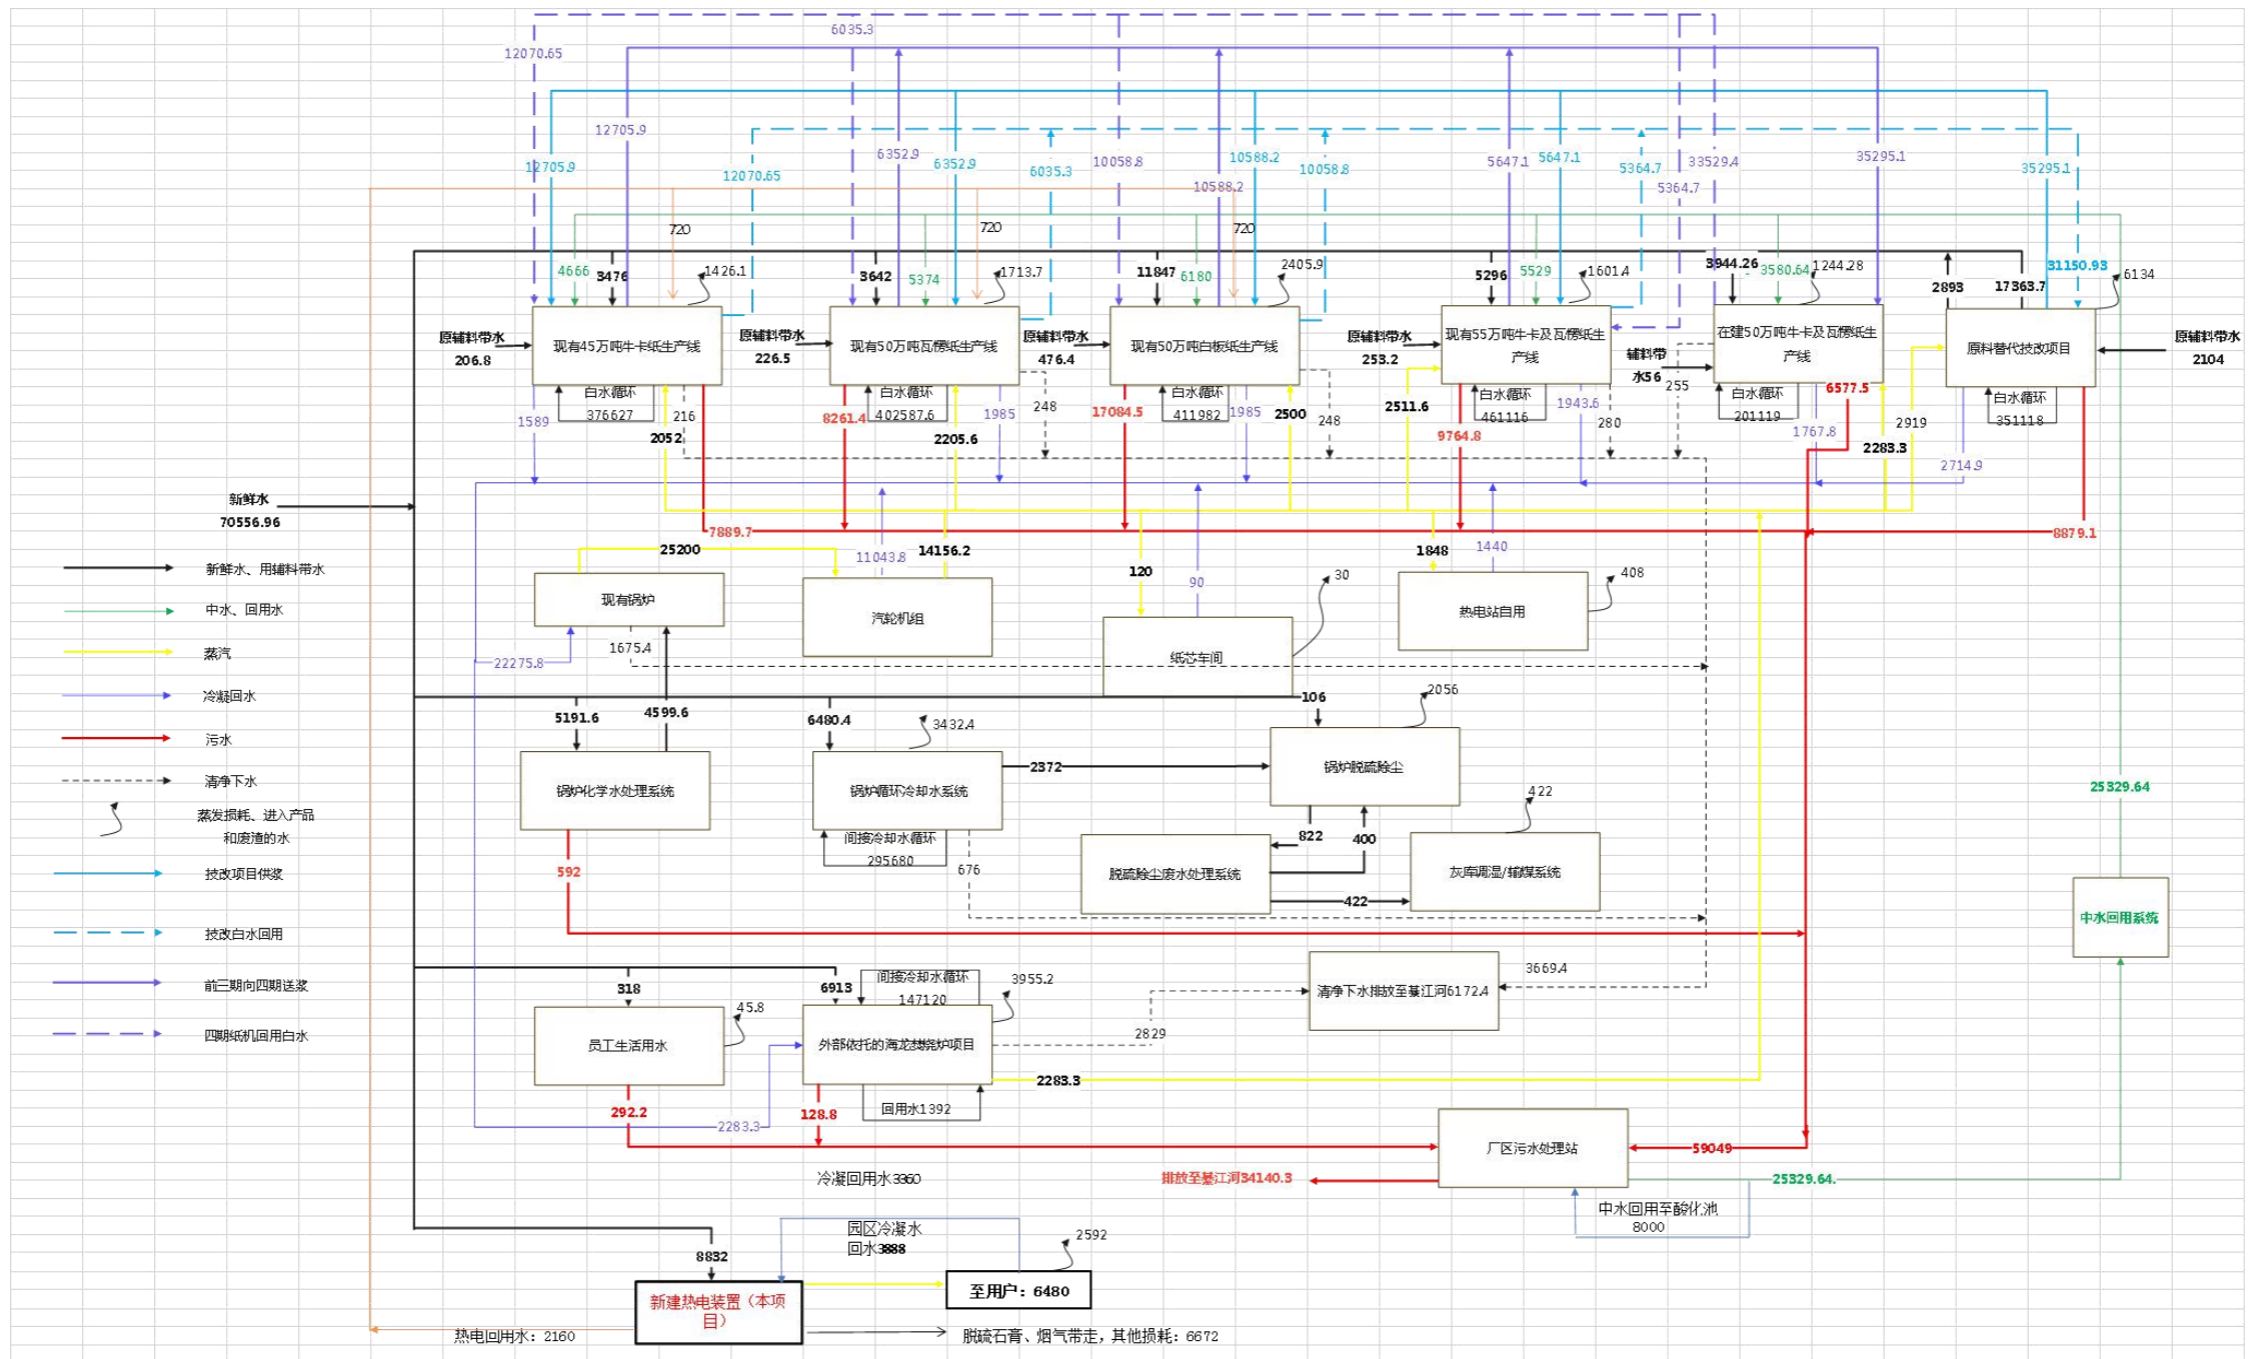 6035.3
12070.65
12705.9
6352.9
6352.9
10058.8
10588.2
10588.2
10058.8
5647.1
5647.1
5364.7
33529.4
5364.7
35295.1
35295.1
12705.9
12070.65
6035.3
720
720
720
4666
3476
1426.1
3642
5374
1713.7
11847
6180
2405.9
5296
5529
1601.4
3944.26
3580.64
1244.28
2893
17363.7
31150.93
6134
原辅料带水
206.8
现有45万吨牛卡纸生产线
原辅料带水
226.5
现有50万吨瓦楞纸生产线
原辅料带水
476.4
现有50万吨白板纸生产线
原辅料带水
253.2
现有55万吨牛卡及瓦楞纸生
产线
辅料带
水56
在建50万吨牛卡及瓦楞纸生
产线
原料替代技改项目
原辅料带水
2104
白水循环
376627
白水循环
402587.6
白水循环
411982
白水循环
461116
白水循环
201119
白水循环
351118
1589
216
2052
8261.4
2205.6
1985
248
17084.5
1985
2500
248
2511.6
9764.8
1943.6
280
255
6577.5
1767.8
2283.3
2919
2714.9
新鲜水
70556.96
7889.7
8879.1
25200
11043.8
14156.2
120
90
1848
1440
30
408
新鲜水、用辅料带水
中水、回用水
蒸汽
冷凝回水
污水
清净下水
蒸发损耗、进入产品
和废渣的水
技改项目供浆
技改白水回用
前三期向四期送浆
四期纸机回用白水
现有锅炉
汽轮机组
纸芯车间
热电站自用
22275.8
1675.4
5191.6
4599.6
6480.4
3432.4
106
2056
锅炉化学水处理系统
锅炉循环冷却水系统
2372
锅炉脱硫除尘
间接冷却水循环
295680
676
592
822
400
422
脱硫除尘废水处理系统
422
灰库调湿/输煤系统
25329.64
中水回用系统
318
6913
间接冷却水循环
147120
3955.2
45.8
员工生活用水
外部依托的海龙焚烧炉项目
2829
清净下水排放至綦江河6172.4
3669.4
2283.3
292.2
128.8
回用水1392
2283.3
厂区污水处理站
59049
冷凝回用水3360
排放至綦江河34140.3
25329.64.
中水回用至酸化池
8000
8832
园区冷凝水
回水3888
2592
新建热电装置（本项
目）
至用户：6480
热电回用水：2160
脱硫石膏、烟气带走，其他损耗：6672